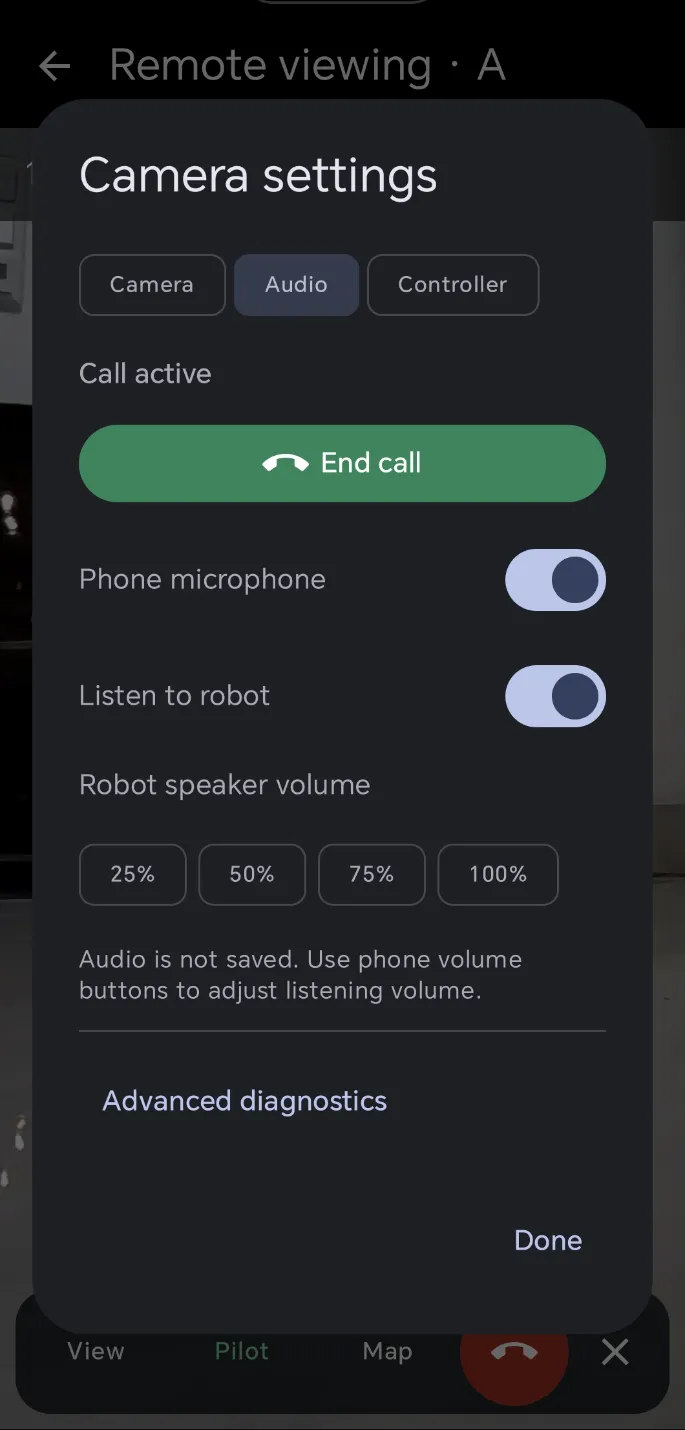 Remote viewing · A
Camera settings
Camera Audio Controller
Call active
End call
Phone microphone
Listen to robot
Robot speaker volume
25% 50% 75% 100%
Audio is not saved. Use phone volume
buttons to adjust listening volume.
Advanced diagnostics
Done
View Pilot Map